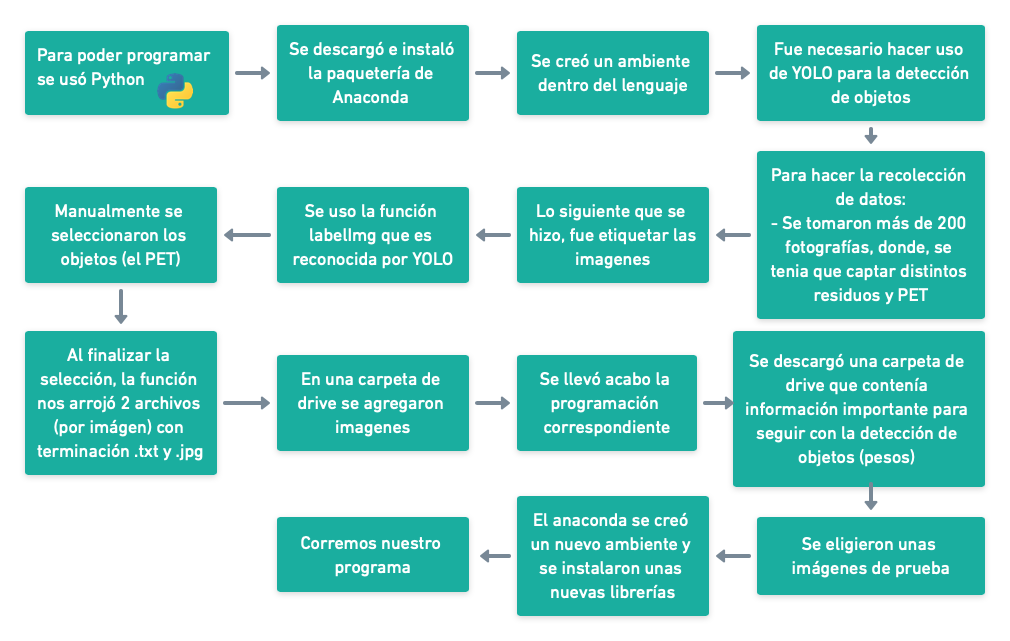 Para poder programar
se usó Python
Se descargó e instaló
la paquetería de
Anaconda
Se creó un ambiente
dentro del lenguaje
Fue necesario hacer uso
de YOLO para la detección
de objetos
Para hacer la recolección
de datos:
- Se tomaron más de 200
fotografías, donde, se
tenia que captar distintos
residuos y PET
Lo siguiente que se
hizo, fue etiquetar las
imagenes
Se uso la función
labelImg que es
reconocida por YOLO
Manualmente se
seleccionaron los
objetos (el PET)
Al finalizar la
selección, la función
nos arrojó 2 archivos
(por imágen) con
terminación .txt y .jpg
En una carpeta de
drive se agregaron
imagenes
Se llevó acabo la
programación
correspondiente
Se descargó una carpeta de
drive que contenía
información importante para
seguir con la detección de
objetos (pesos)
Se eligieron unas
imágenes de prueba
El anaconda se creó
un nuevo ambiente y
se instalaron unas
nuevas librerías
Corremos nuestro
programa